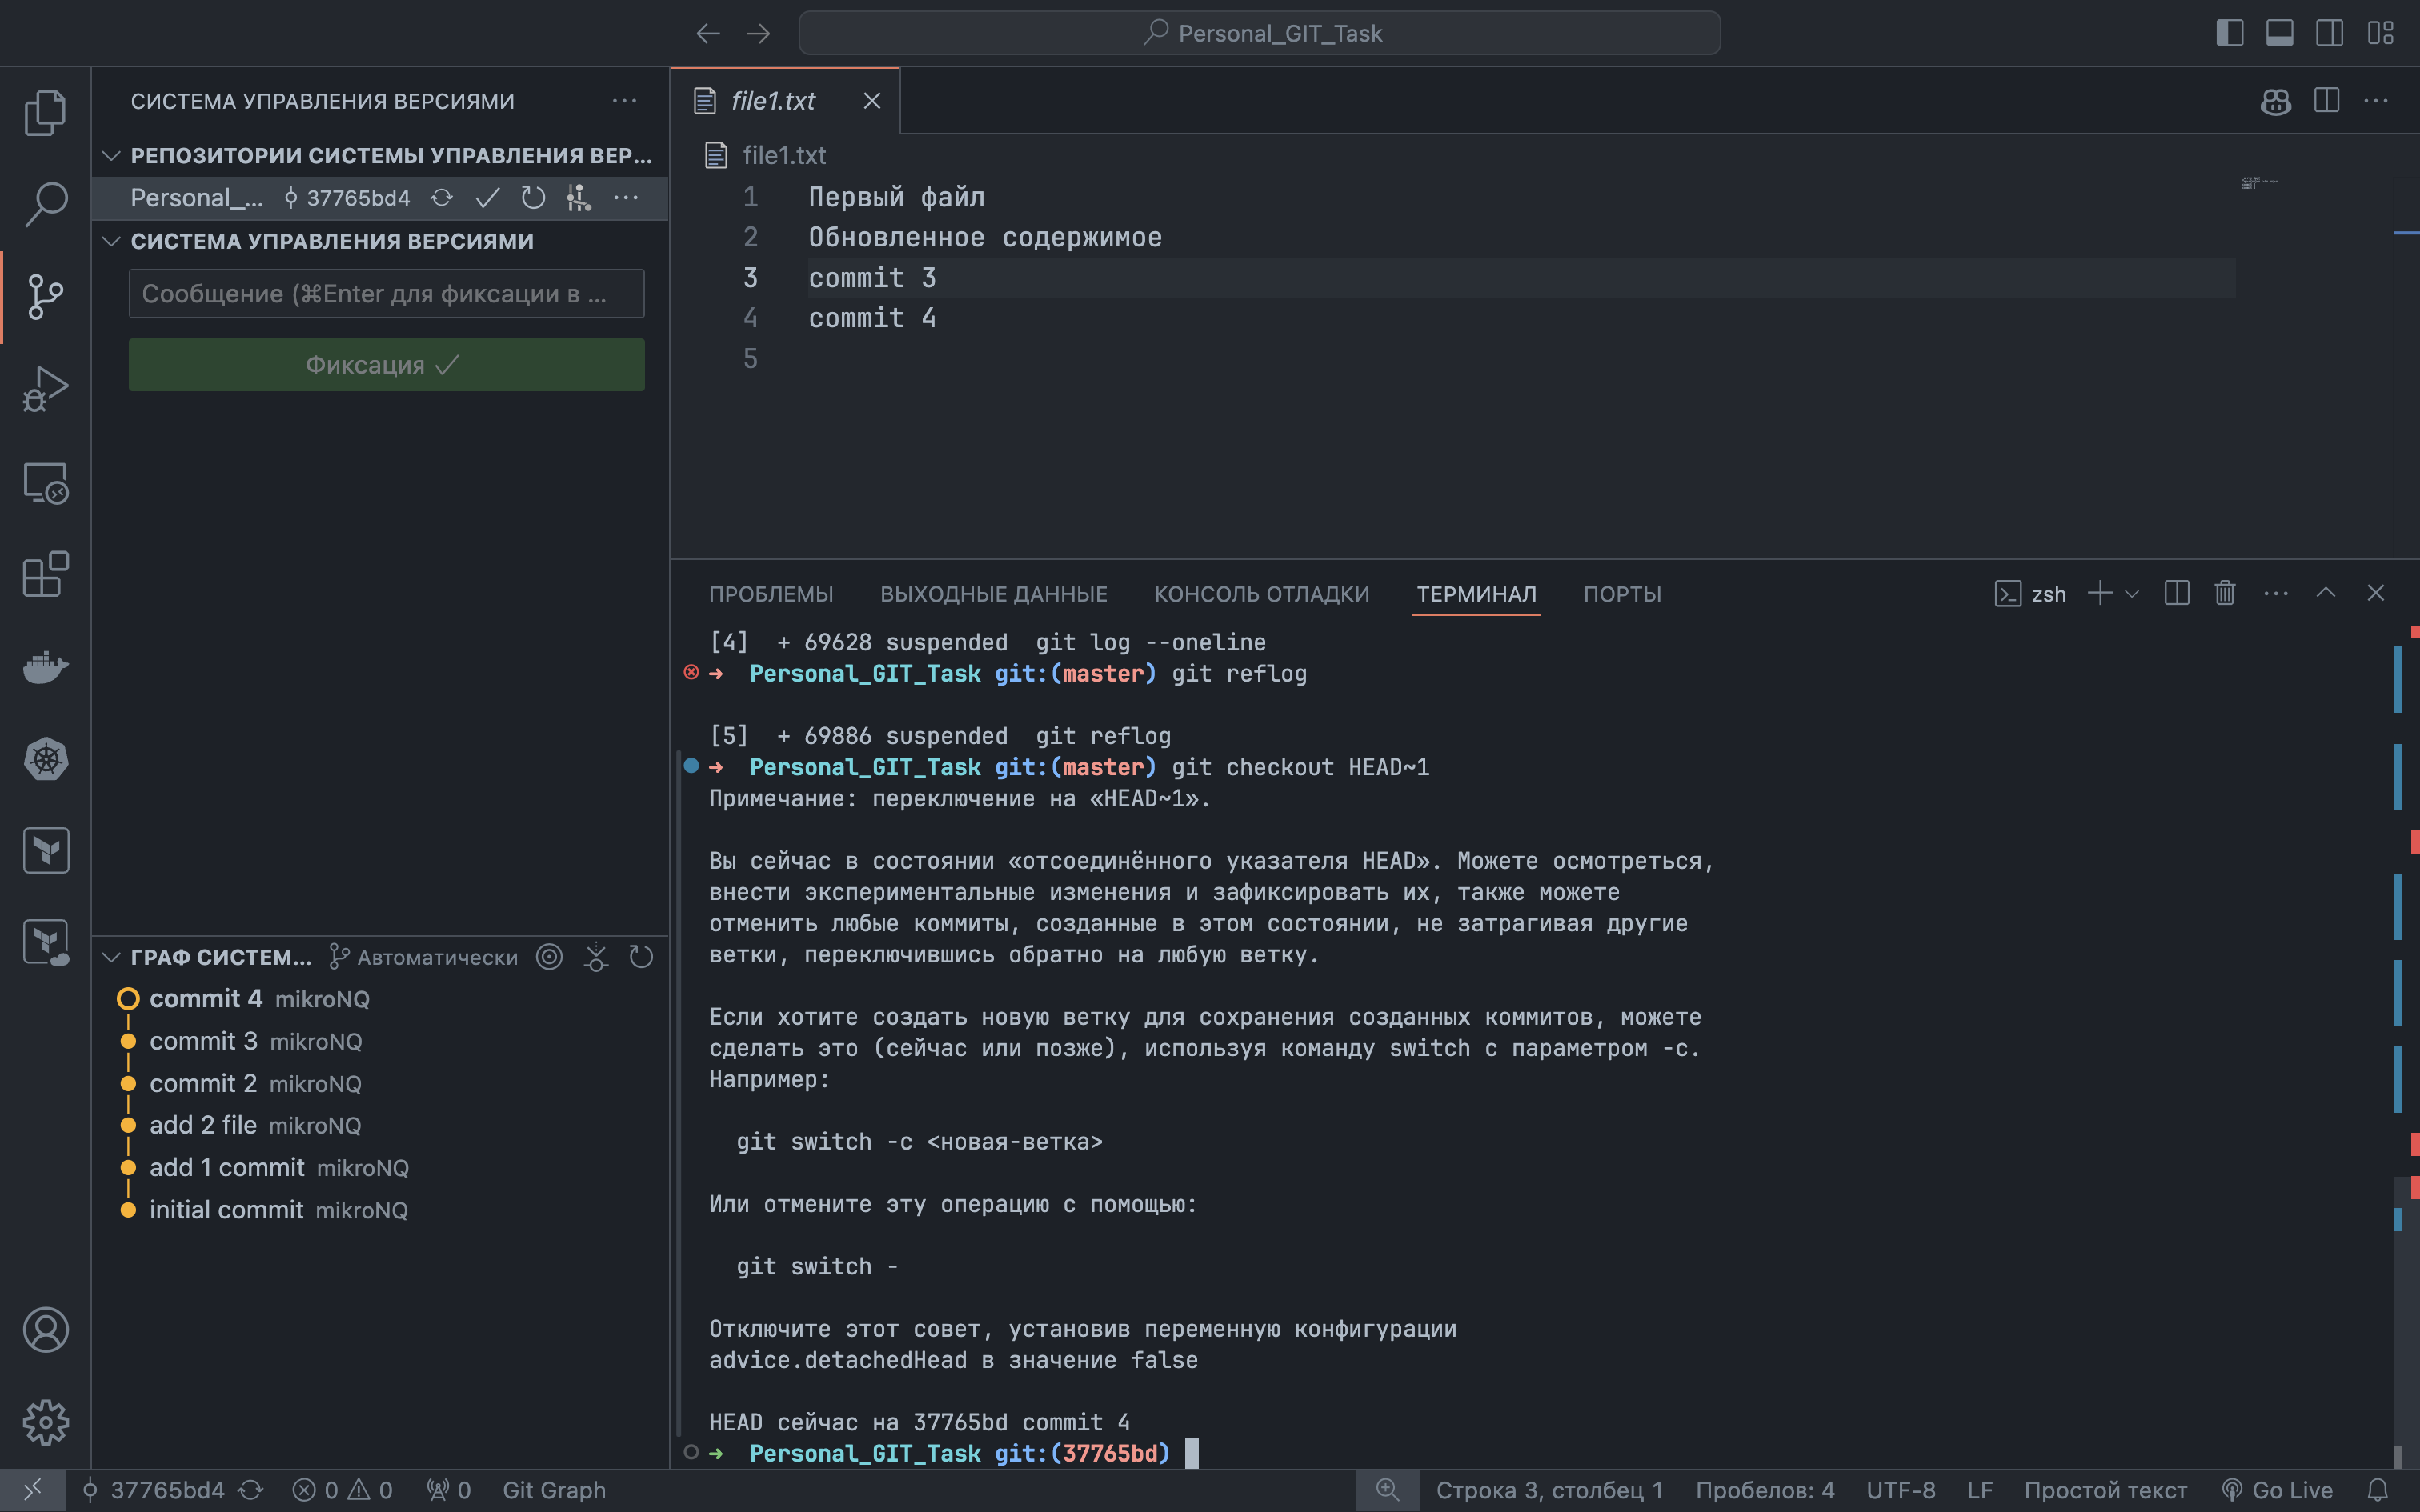 Personal_GIT_Task
СИСТЕМА УПРАВЛЕНИЯ ВЕРСИЯМИ
РЕПОЗИТОРИИ СИСТЕМЫ УПРАВЛЕНИЯ ВЕР...
Personal_... 37765bd4
СИСТЕМА УПРАВЛЕНИЯ ВЕРСИЯМИ
Сообщение (⌘Enter для фиксации в ...
Фиксация
ГРАФ СИСТЕМ... Автоматически
commit 4 mikroNQ
commit 3 mikroNQ
commit 2 mikroNQ
add 2 file mikroNQ
add 1 commit mikroNQ
initial commit mikroNQ
file1.txt
file1.txt
1 Первый файл
2 Обновленное содержимое
3 commit 3
4 commit 4
5
ПРОБЛЕМЫ ВЫХОДНЫЕ ДАННЫЕ КОНСОЛЬ ОТЛАДКИ ТЕРМИНАЛ ПОРТЫ zsh
[4]  + 69628 suspended  git log --oneline
➜  Personal_GIT_Task git:(master) git reflog
[5]  + 69886 suspended  git reflog
➜  Personal_GIT_Task git:(master) git checkout HEAD~1
Примечание: переключение на «HEAD~1».
Вы сейчас в состоянии «отсоединённого указателя HEAD». Можете осмотреться,
внести экспериментальные изменения и зафиксировать их, также можете
отменить любые коммиты, созданные в этом состоянии, не затрагивая другие
ветки, переключившись обратно на любую ветку.
Если хотите создать новую ветку для сохранения созданных коммитов, можете
сделать это (сейчас или позже), используя команду switch с параметром -c.
Например:
git switch -c <новая-ветка>
Или отмените эту операцию с помощью:
git switch -
Отключите этот совет, установив переменную конфигурации
advice.detachedHead в значение false
HEAD сейчас на 37765bd commit 4
➜  Personal_GIT_Task git:(37765bd)
37765bd4 0 0 0 Git Graph Строка 3, столбец 1 Пробелов: 4 UTF-8 LF Простой текст Go Live